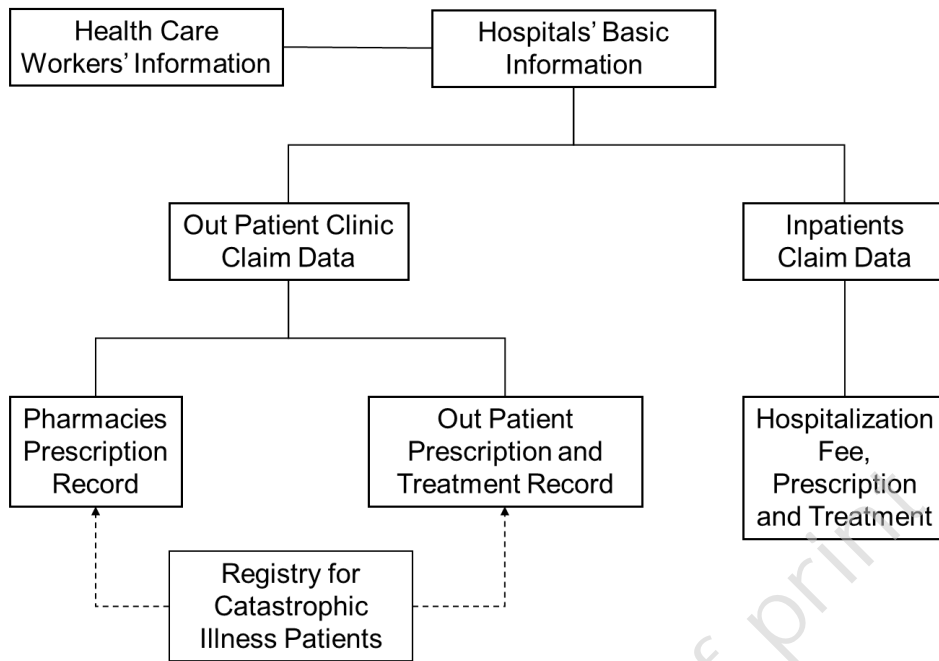 Health Care
Workers' Information
Hospitals' Basic
Information
Out Patient Clinic
Claim Data
Inpatients
Claim Data
Pharmacies
Prescription
Record
Out Patient
Prescription and
Treatment Record
Hospitalization
Fee,
Prescription
and Treatment
Registry for
Catastrophic
Illness Patients
f print